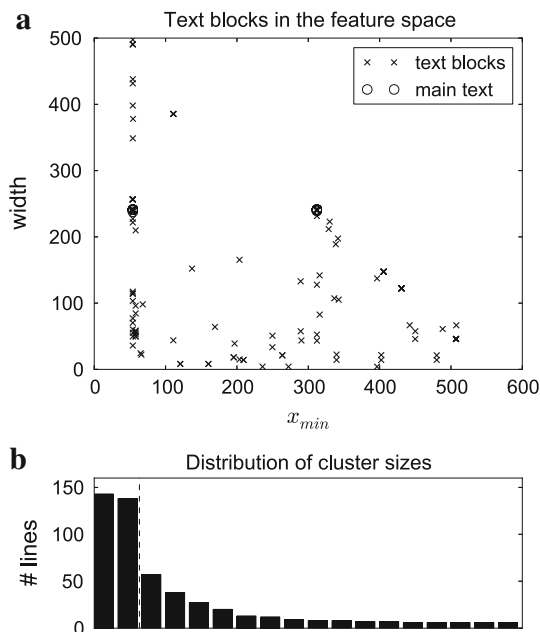 a
Text blocks in the feature space
500
400
300
200
100
0
width
× × text blocks
○ ○ main text
0 100 200 300 400 500 600
x_min
b
Distribution of cluster sizes
150
100
50
0
# lines